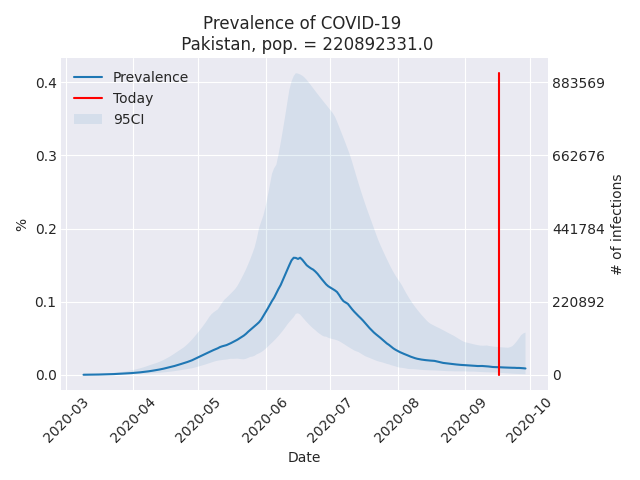 Prevalence of COVID-19
Pakistan, pop. = 220892331.0
Prevalence
Today
95CI
0.4
0.3
0.2
0.1
0.0
%
883569
662676
441784
220892
0
# of infections
2020-03
2020-04
2020-05
2020-06
2020-07
2020-08
2020-09
2020-10
Date